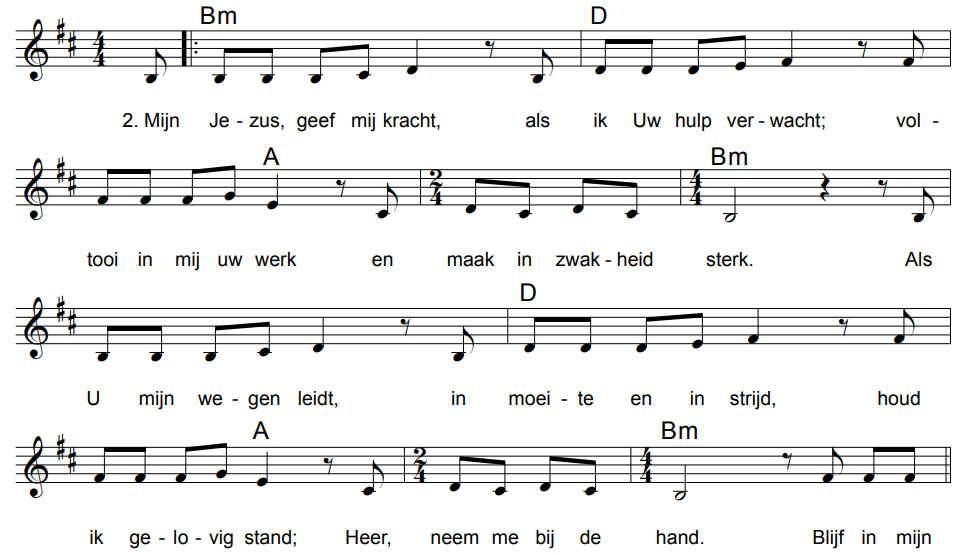 Bm D
2. Mijn Je - zus, geef mij kracht, als ik Uw hulp ver - wacht; vol -
A Bm
tooi in mij uw werk en maak in zwak - heid sterk. Als
D
U mijn we - gen leidt, in moei - te en in strijd, houd
A Bm
ik ge - lo - vig stand; Heer, neem me bij de hand. Blijf in mijn